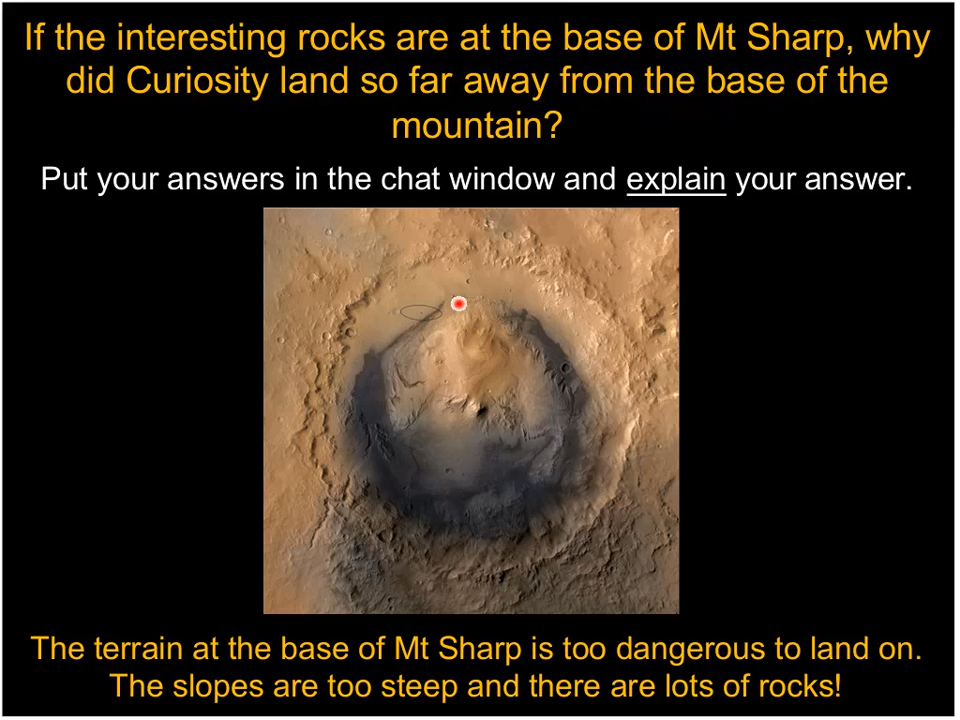 If the interesting rocks are at the base of Mt Sharp, why
did Curiosity land so far away from the base of the
mountain?
Put your answers in the chat window and explain your answer.
The terrain at the base of Mt Sharp is too dangerous to land on.
The slopes are too steep and there are lots of rocks!